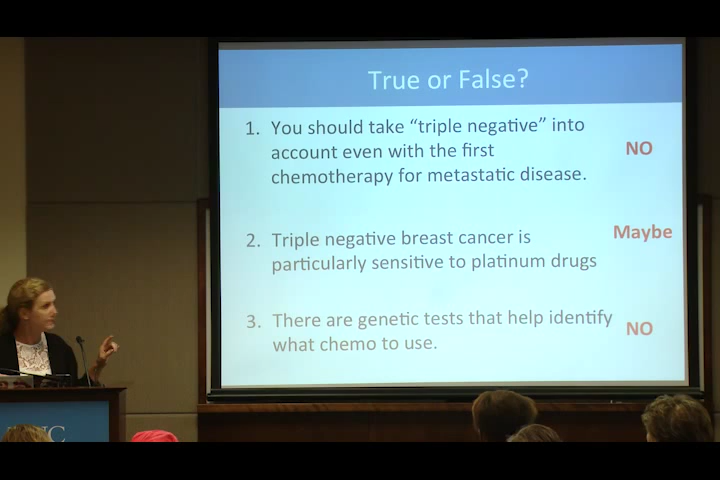 True or False?
1. You should take “triple negative” into
account even with the first
chemotherapy for metastatic disease.
NO
2. Triple negative breast cancer is
particularly sensitive to platinum drugs
Maybe
3. There are genetic tests that help identify
what chemo to use.
NO